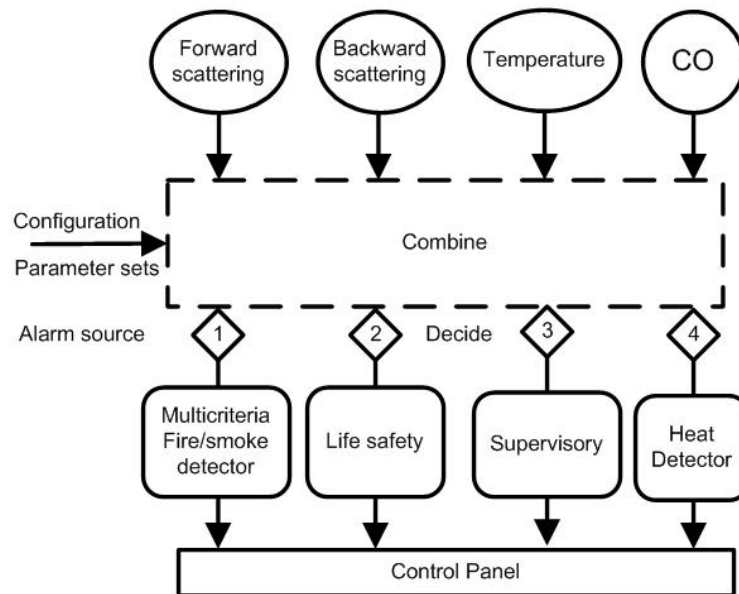 Forward
scattering
Backward
scattering
Temperature
CO
Configuration
Parameter sets
Combine
Alarm source
1
2
Decide
3
4
Multicriteria
Fire/smoke
detector
Life safety
Supervisory
Heat
Detector
Control Panel